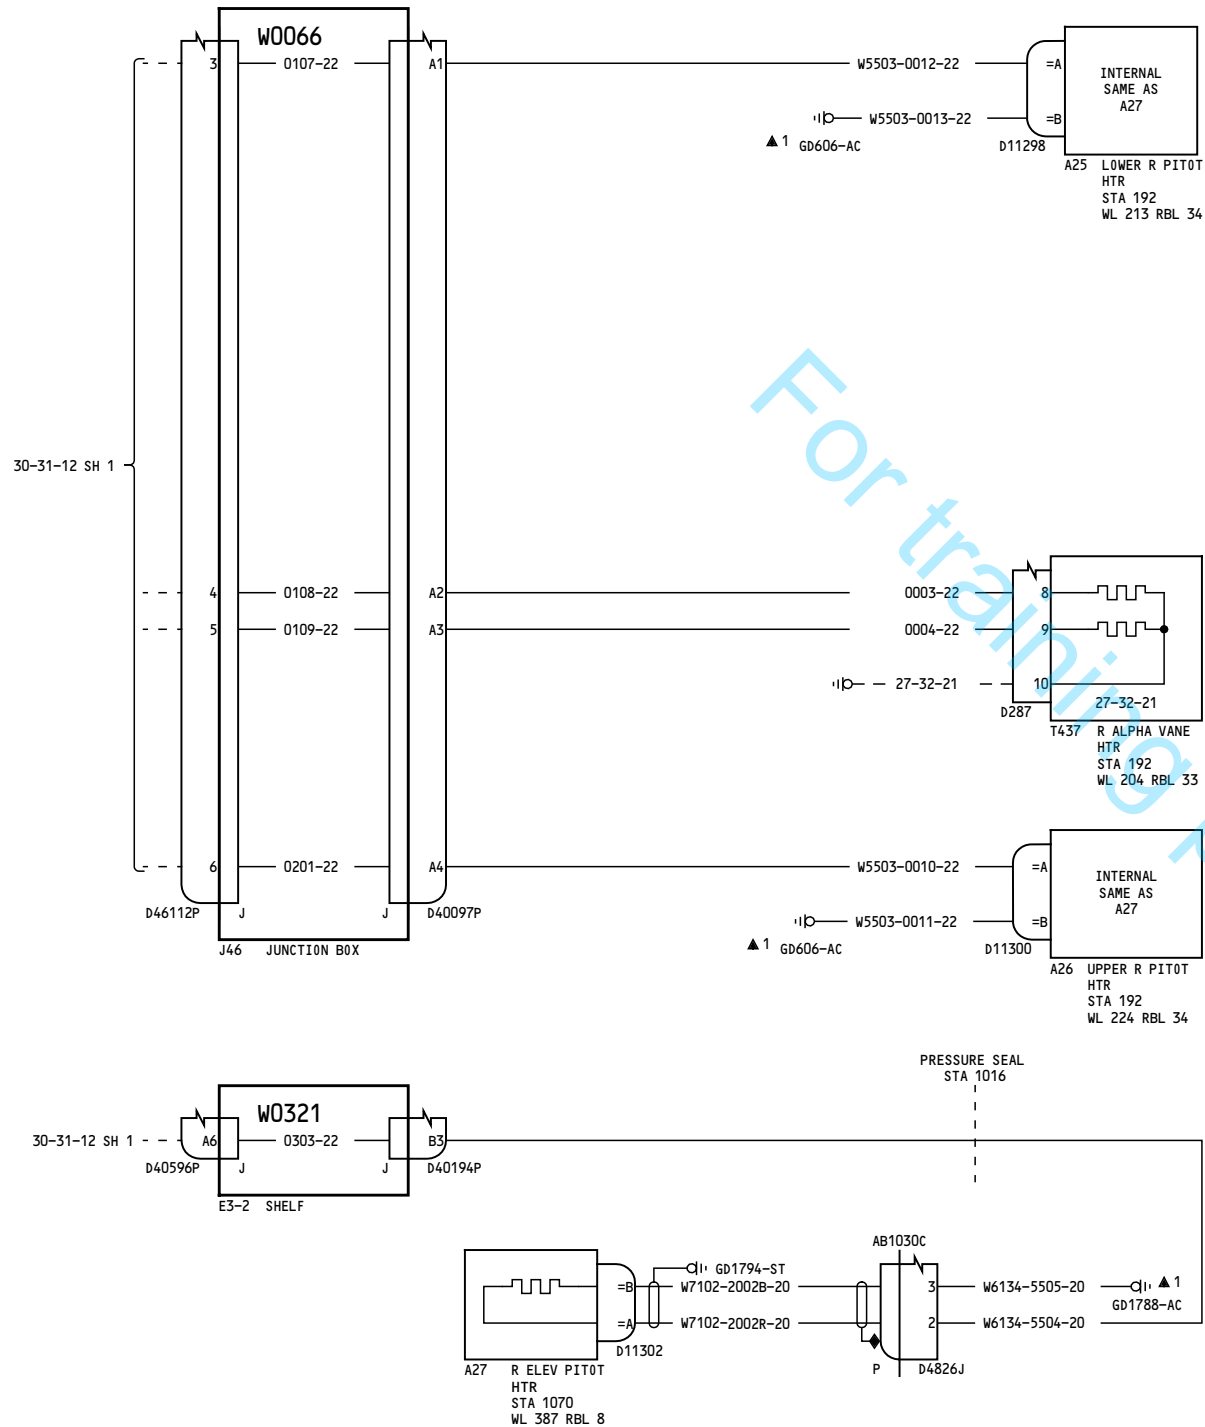 W0066
3
0107-22
A1
W5503-0012-22
=A
INTERNAL
SAME AS
A27
=B
W5503-0013-22
▲ 1 GD606-AC
D11298
A25 LOWER R PITOT
HTR
STA 192
WL 213 RBL 34
30-31-12 SH 1
4
0108-22
A2
0003-22
8
5
0109-22
A3
0004-22
9
27-32-21
10
27-32-21
D287
T437 R ALPHA VANE
HTR
STA 192
WL 204 RBL 33
6
0201-22
A4
W5503-0010-22
=A
INTERNAL
SAME AS
A27
=B
W5503-0011-22
▲ 1 GD606-AC
D11300
A26 UPPER R PITOT
HTR
STA 192
WL 224 RBL 34
D46112P
J
J
D40097P
J46 JUNCTION BOX
PRESSURE SEAL
STA 1016
W0321
30-31-12 SH 1
A6
0303-22
B3
D40596P
J
J
D40194P
E3-2 SHELF
AB1030C
GD1794-ST
=B
W7102-2002B-20
3
W6134-5505-20
▲ 1
GD1788-AC
=A
W7102-2002R-20
2
W6134-5504-20
D11302
P
D4826J
A27 R ELEV PITOT
HTR
STA 1070
WL 387 RBL 8
For training